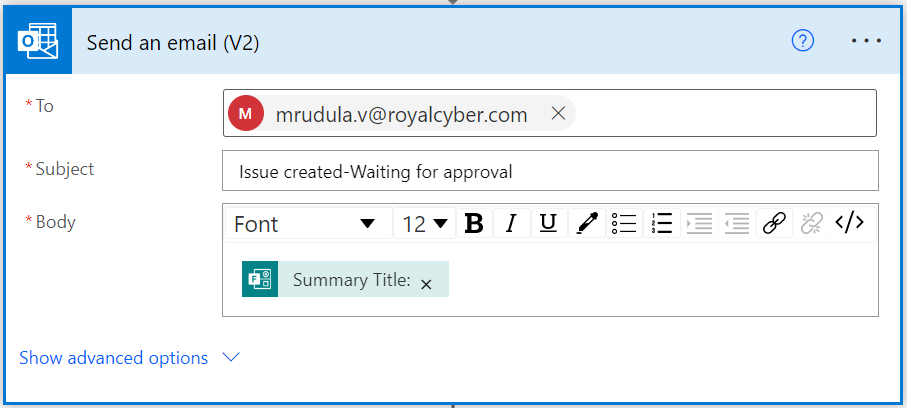 Send an email (V2)
? ...
*To
M mrudula.v@royalcyber.com
*Subject
Issue created-Waiting for approval
*Body
Font 12 B I U </>
F Summary Title:
Show advanced options